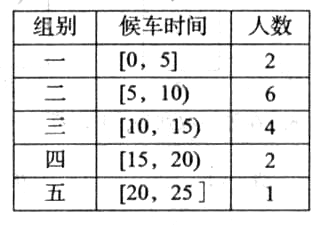 组别 候车时间 人数
一 [0，5] 2
二 [5，10) 6
三 [10，15) 4
四 [15，20) 2
五 [20，25] 1